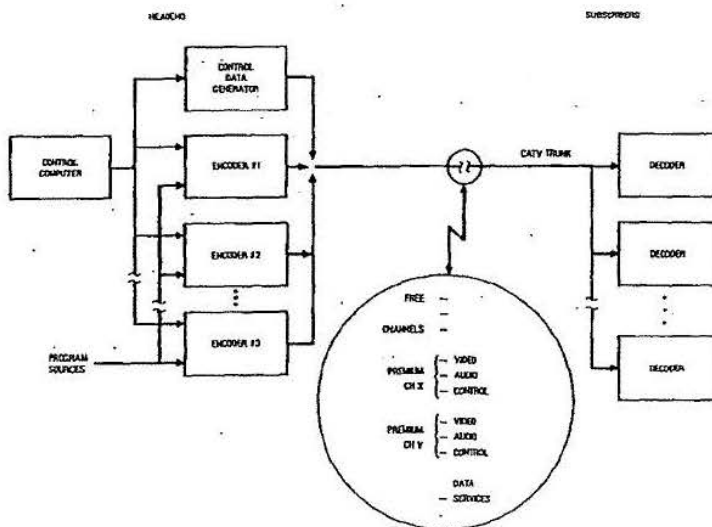 HEADEND
SUBSCRIBERS
CONTROL
DATA
GENERATOR
CONTROL
COMPUTER
ENCODER #1
CATV TRUNK
DECODER
ENCODER #2
DECODER
ENCODER #3
DECODER
PROGRAM
SOURCES
FREE
CHANNELS
PREMIUM
CH X
VIDEO
AUDIO
CONTROL
PREMIUM
CH Y
VIDEO
AUDIO
CONTROL
DATA
SERVICES